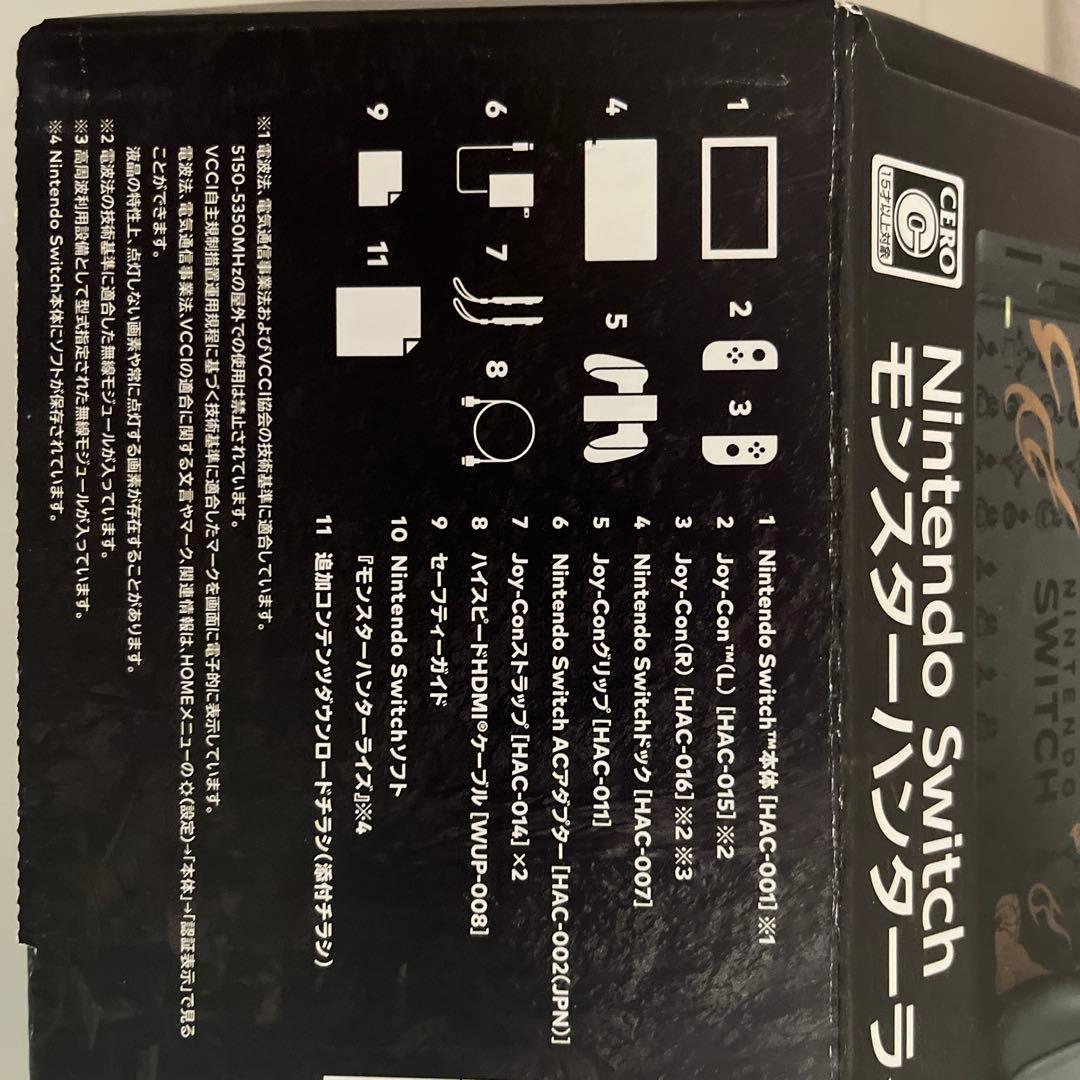 CERO
C
15才以上対象
Nintendo Switch
モンスターハンターラ
NINTENDO
SWITCH
1
2
3
4
5
6
7
8
9
11
1 Nintendo Switch™本体 [HAC-001] ※1
2 Joy-Con™(L) [HAC-015] ※2
3 Joy-Con(R) [HAC-016] ※2 ※3
4 Nintendo Switchドック [HAC-007]
5 Joy-Conグリップ [HAC-011]
6 Nintendo Switch ACアダプター [HAC-002(JPN)]
7 Joy-Conストラップ [HAC-014] ×2
8 ハイスピードHDMI®ケーブル [WUP-008]
9 セーフティーガイド
10 Nintendo Switchソフト
『モンスターハンターライズ』※4
11 追加コンテンツダウンロードチラシ(添付チラシ)
※1 電波法、電気通信事業法およびVCCI協会の技術基準に適合しています。
5150-5350MHzの屋外での使用は禁止されています。
VCCI自主規制措置運用規程に基づく技術基準に適合したマークを画面に電子的に表示しています。
電波法、電気通信事業法、VCCIの適合に関する文言やマーク、関連情報は、HOMEメニューの(設定)→「本体」→「認証表示」で見る
ことができます。
液晶の特性上、点灯しない画素や常に点灯する画素が存在することがあります。
※2 電波法の技術基準に適合した無線モジュールが入っています。
※3 高周波利用設備として型式指定された無線モジュールが入っています。
※4 Nintendo Switch本体にソフトが保存されています。